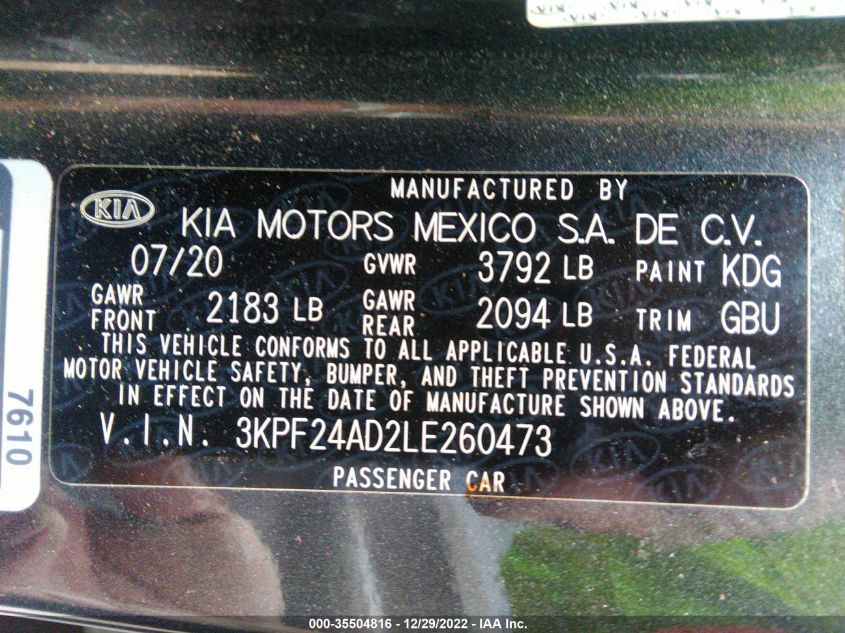 MANUFACTURED BY
KIA KIA MOTORS MEXICO S.A. DE C.V.
07/20 GVWR 3792 LB PAINT KDG
GAWR FRONT 2183 LB GAWR REAR 2094 LB TRIM GBU
THIS VEHICLE CONFORMS TO ALL APPLICABLE U.S.A. FEDERAL
MOTOR VEHICLE SAFETY, BUMPER, AND THEFT PREVENTION STANDARDS
IN EFFECT ON THE DATE OF MANUFACTURE SHOWN ABOVE.
V.I.N. 3KPF24AD2LE260473
PASSENGER CAR
7610
000-35504816 - 12/29/2022 - IAA Inc.